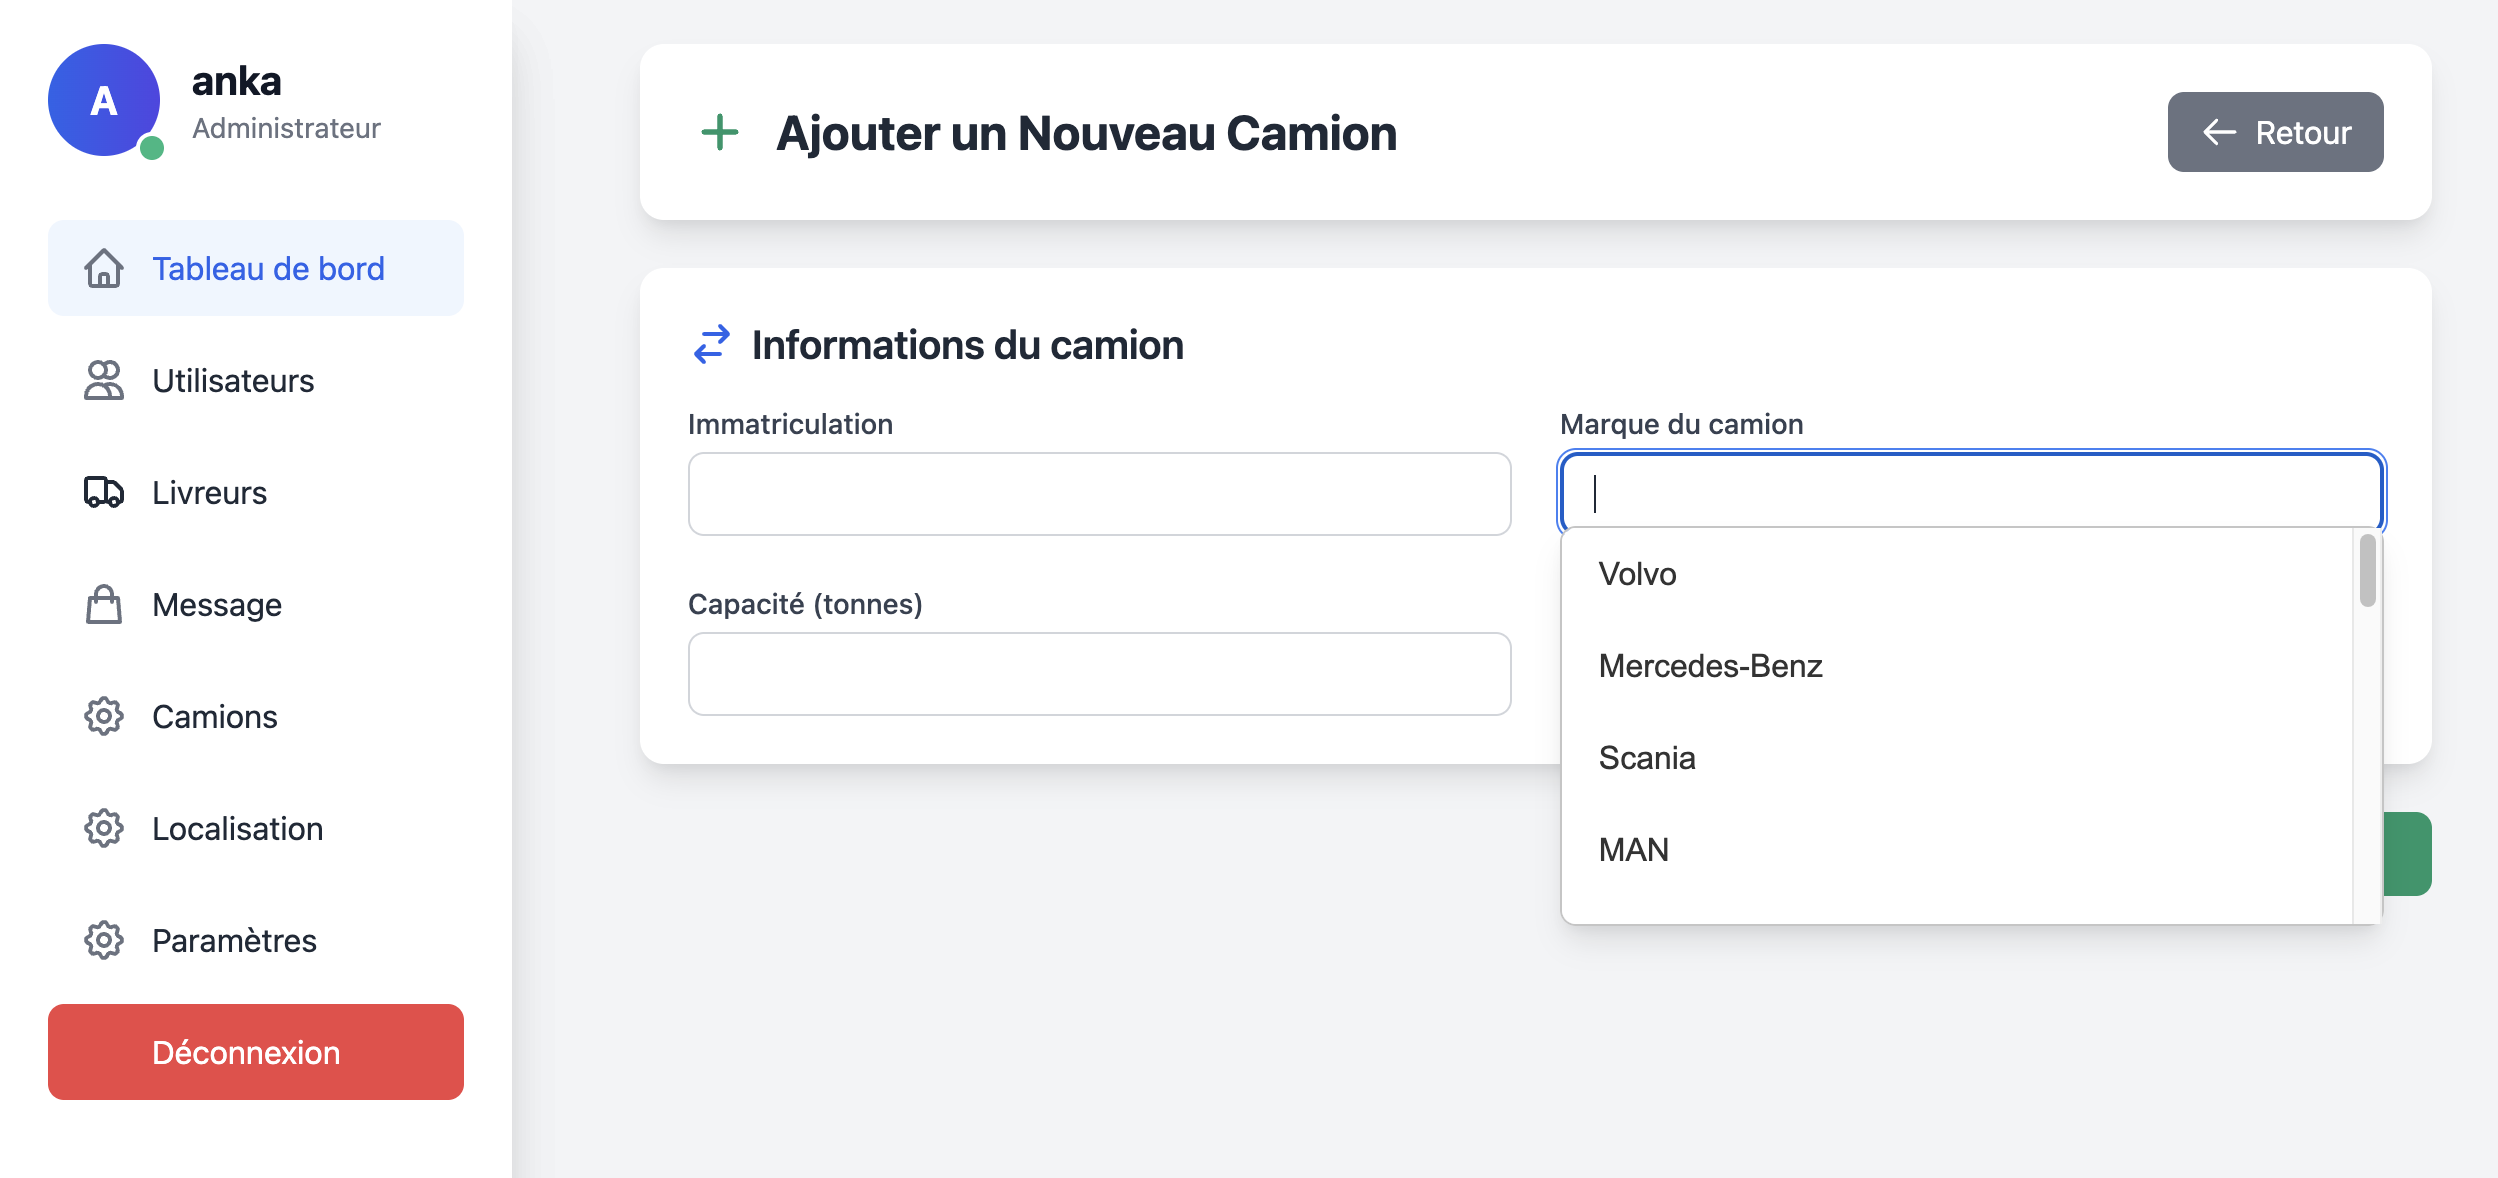 A
anka
Administrateur
Tableau de bord
Utilisateurs
Livreurs
Message
Camions
Localisation
Paramètres
Déconnexion
Ajouter un Nouveau Camion
Retour
Informations du camion
Immatriculation
Marque du camion
Volvo
Mercedes-Benz
Scania
MAN
Capacité (tonnes)